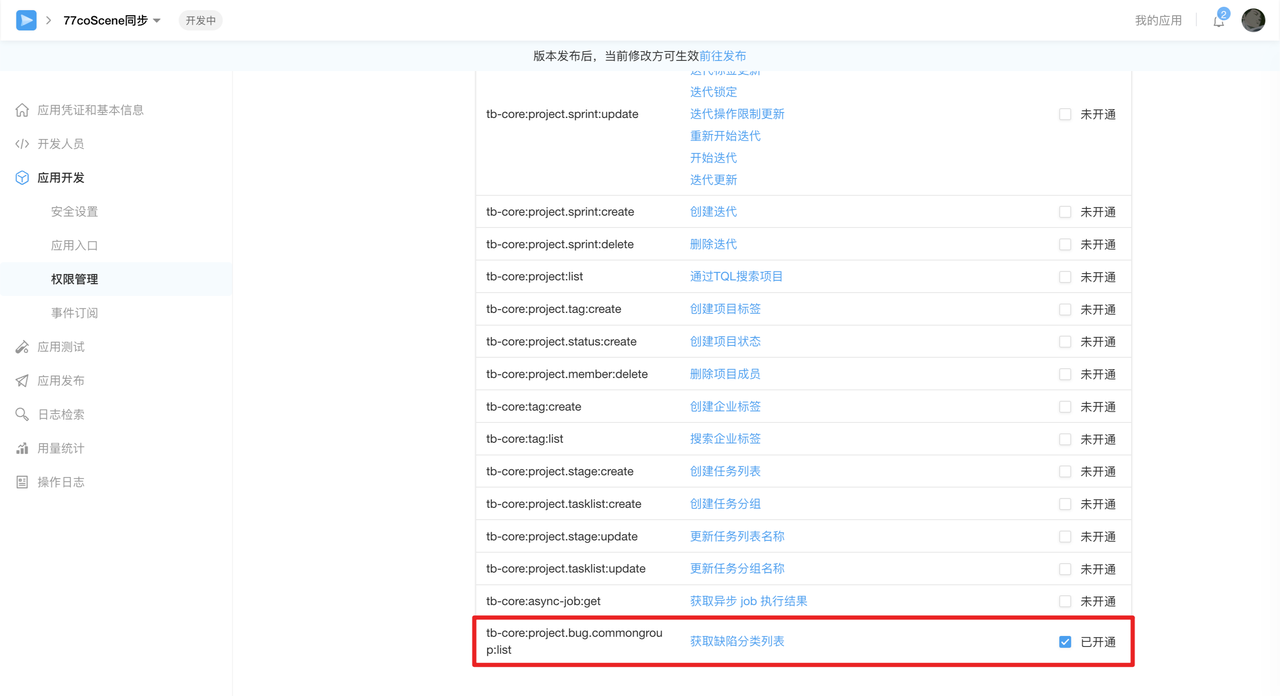 77coScene同步
开发中
我的应用
2
版本发布后，当前修改方可生效前往发布
应用凭证和基本信息
开发人员
应用开发
安全设置
应用入口
权限管理
事件订阅
应用测试
应用发布
日志检索
用量统计
操作日志
迭代标签更新
迭代锁定
tb-core:project.sprint:update
迭代操作限制更新
未开通
重新开始迭代
开始迭代
迭代更新
tb-core:project.sprint:create
创建迭代
未开通
tb-core:project.sprint:delete
删除迭代
未开通
tb-core:project:list
通过TQL搜索项目
未开通
tb-core:project.tag:create
创建项目标签
未开通
tb-core:project.status:create
创建项目状态
未开通
tb-core:project.member:delete
删除项目成员
未开通
tb-core:tag:create
创建企业标签
未开通
tb-core:tag:list
搜索企业标签
未开通
tb-core:project.stage:create
创建任务列表
未开通
tb-core:project.tasklist:create
创建任务分组
未开通
tb-core:project.stage:update
更新任务列表名称
未开通
tb-core:project.tasklist:update
更新任务分组名称
未开通
tb-core:async-job:get
获取异步 job 执行结果
未开通
tb-core:project.bug.commongrou
p:list
获取缺陷分类列表
已开通